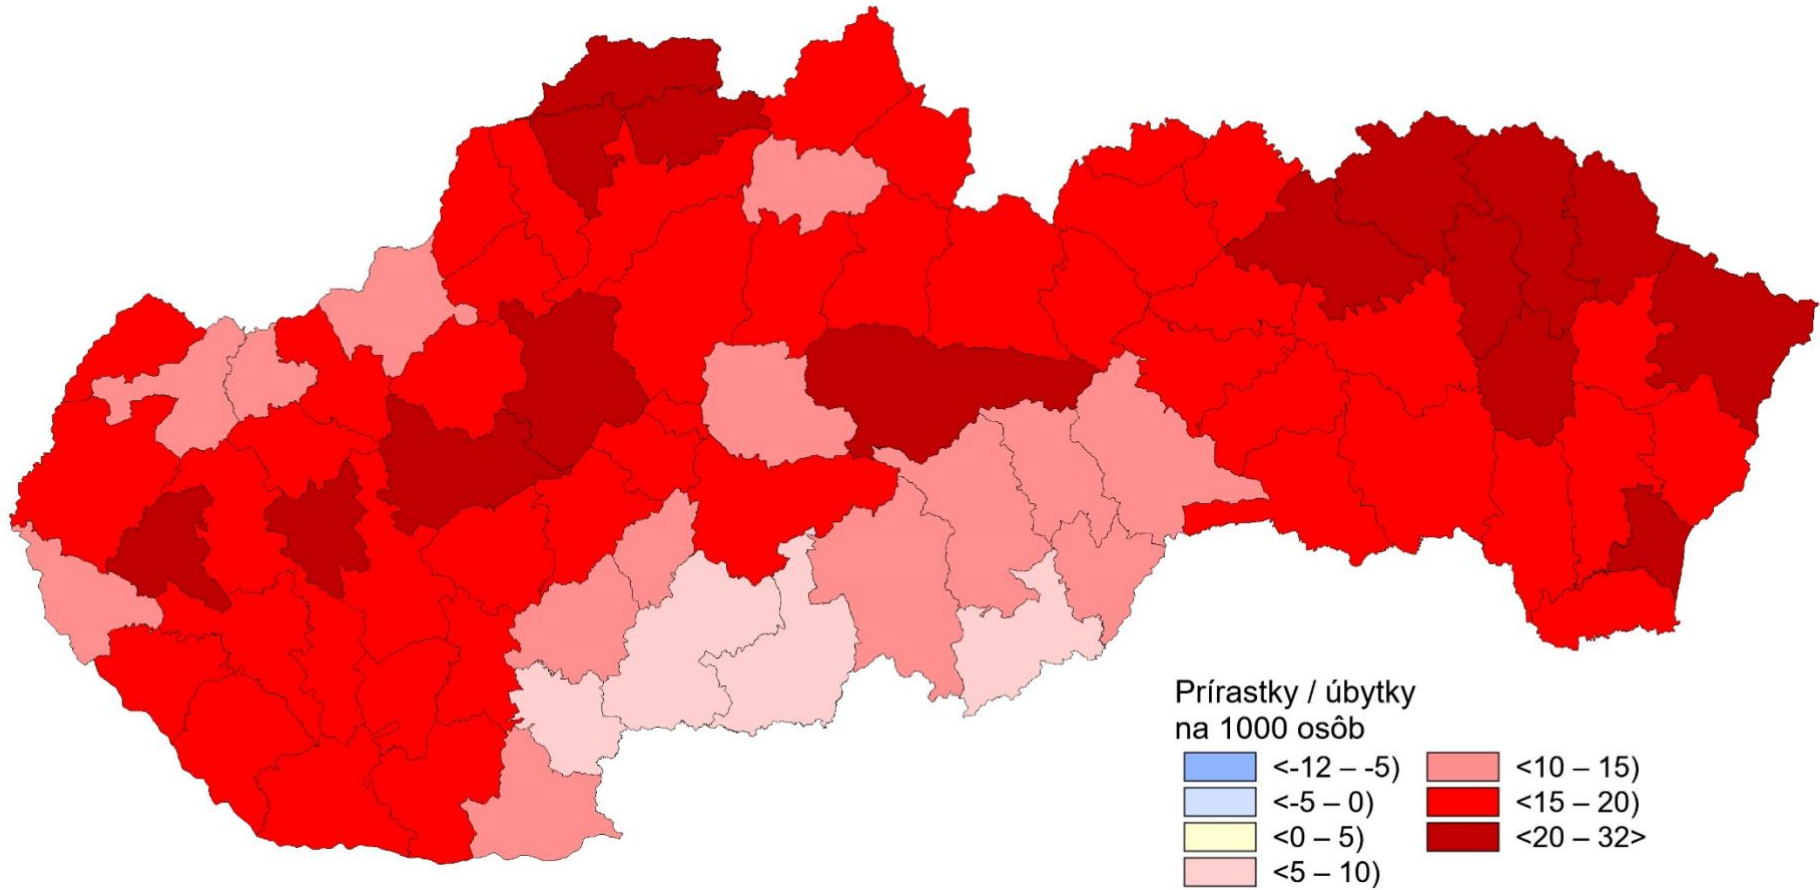 Prírastky / úbytky
na 1000 osôb
<-12 – -5)
<-5 – 0)
<0 – 5)
<5 – 10)
<10 – 15)
<15 – 20)
<20 – 32>